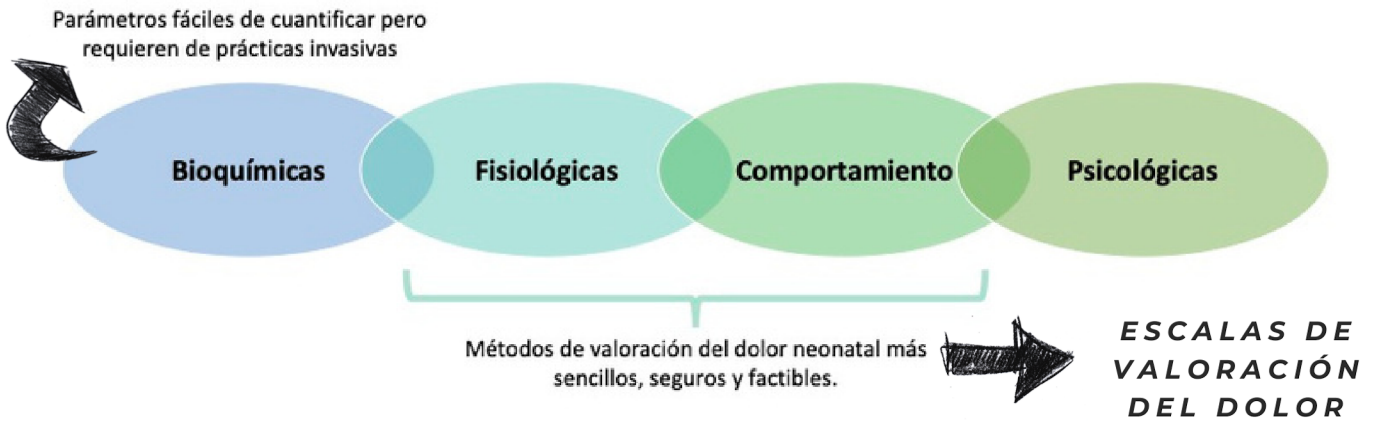 Parámetros fáciles de cuantificar pero
requieren de prácticas invasivas
Bioquímicas
Fisiológicas
Comportamiento
Psicológicas
Métodos de valoración del dolor neonatal más
sencillos, seguros y factibles.
ESCALAS DE
VALORACIÓN
DEL DOLOR